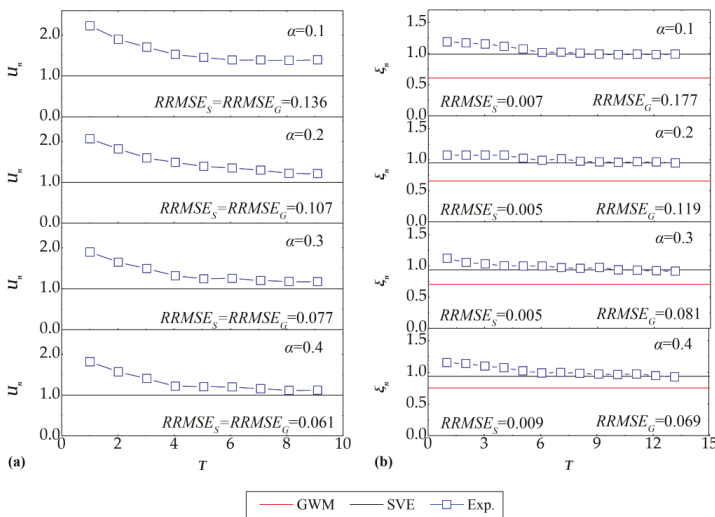 2.0
1.0
0.0
u_n
α=0.1
RRMSE_S=RRMSE_G=0.136
2.0
1.0
0.0
u_n
α=0.2
RRMSE_S=RRMSE_G=0.107
2.0
1.0
0.0
u_n
α=0.3
RRMSE_S=RRMSE_G=0.077
2.0
1.0
0.0
u_n
α=0.4
RRMSE_S=RRMSE_G=0.061
0 2 4 6 8 10
(a)
T
1.5
1.0
0.5
0.0
ξ_n
α=0.1
RRMSE_S=0.007 RRMSE_G=0.177
1.5
1.0
0.5
0.0
ξ_n
α=0.2
RRMSE_S=0.005 RRMSE_G=0.119
1.5
1.0
0.5
0.0
ξ_n
α=0.3
RRMSE_S=0.005 RRMSE_G=0.081
1.5
1.0
0.5
0.0
ξ_n
α=0.4
RRMSE_S=0.009 RRMSE_G=0.069
0 3 6 9 12 15
(b)
T
GWM SVE Exp.